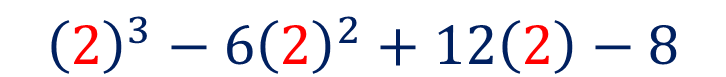 (2)³ − 6(2)² + 12(2) − 8